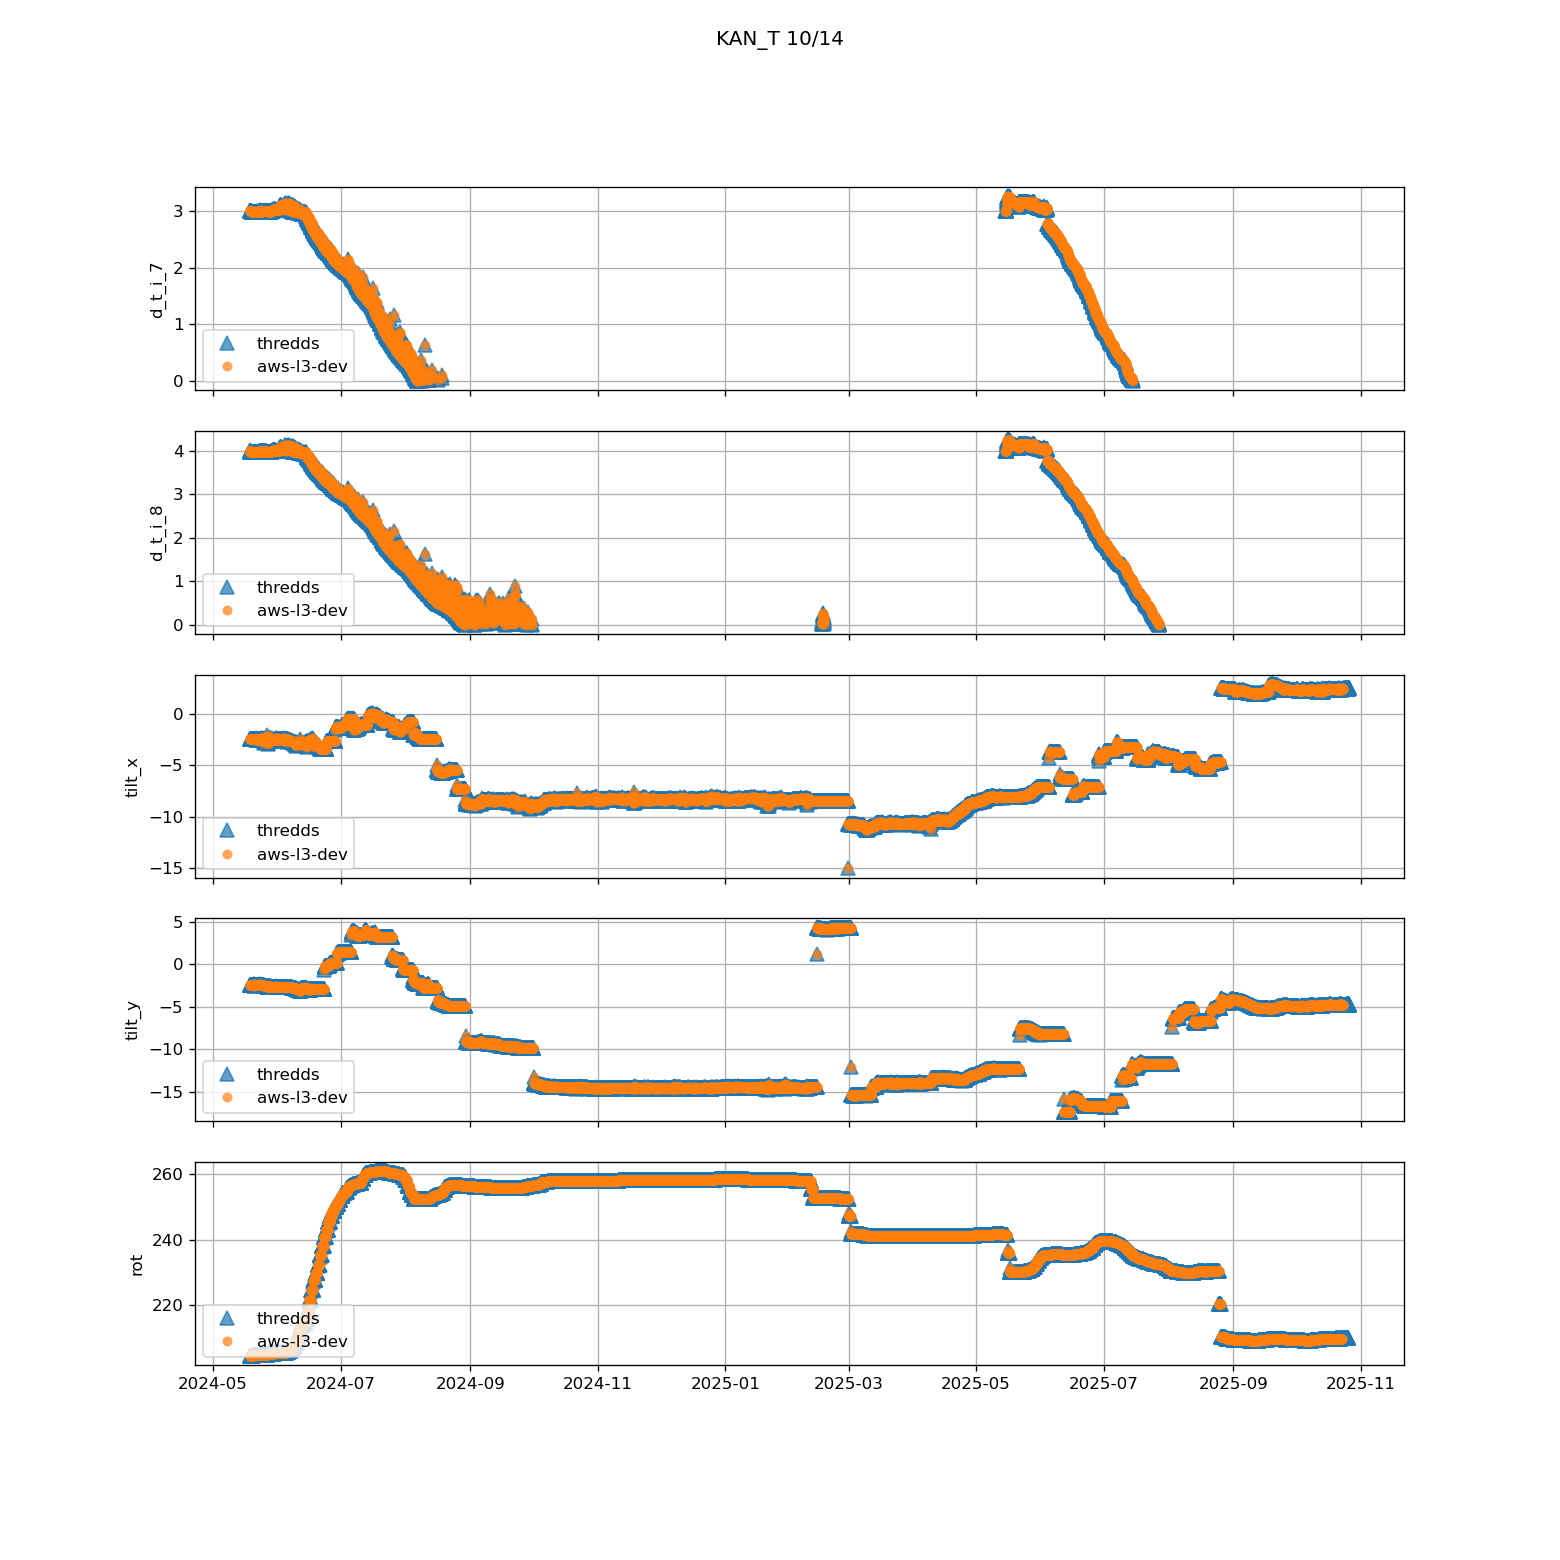 KAN_T 10/14
3
2
1
0
d_t_i_7
thredds
aws-l3-dev
4
3
2
1
0
d_t_i_8
thredds
aws-l3-dev
0
−5
−10
−15
tilt_x
thredds
aws-l3-dev
5
0
−5
−10
−15
tilt_y
thredds
aws-l3-dev
260
240
220
rot
thredds
aws-l3-dev
2024-05 2024-07 2024-09 2024-11 2025-01 2025-03 2025-05 2025-07 2025-09 2025-11